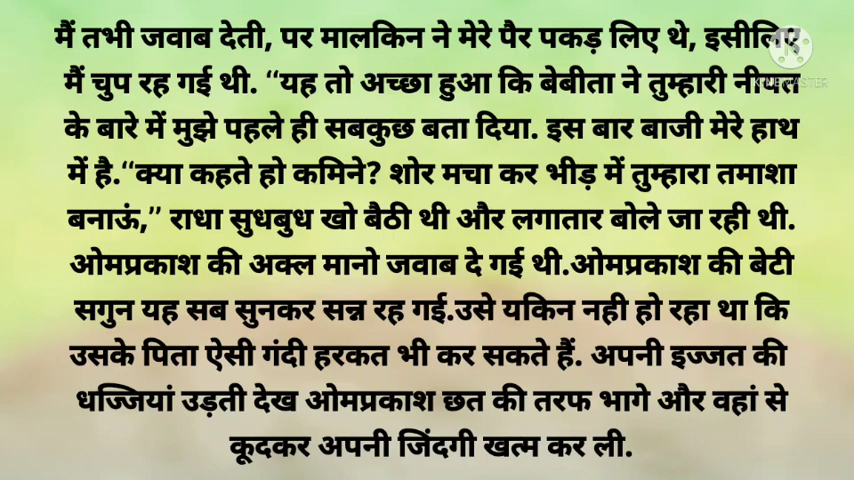 मैं तभी जवाब देती, पर मालकिन ने मेरे पैर पकड़ लिए थे, इसीलिए
मैं चुप रह गई थी. “यह तो अच्छा हुआ कि बेबीता ने तुम्हारी नीयत
के बारे में मुझे पहले ही सबकुछ बता दिया. इस बार बाजी मेरे हाथ
में है.“क्या कहते हो कमिने? शोर मचा कर भीड़ में तुम्हारा तमाशा
बनाऊं,” राधा सुधबुध खो बैठी थी और लगातार बोले जा रही थी.
ओमप्रकाश की अक्ल मानो जवाब दे गई थी.ओमप्रकाश की बेटी
सगुन यह सब सुनकर सन्न रह गई.उसे यकिन नही हो रहा था कि
उसके पिता ऐसी गंदी हरकत भी कर सकते हैं. अपनी इज्जत की
धज्जियां उड़ती देख ओमप्रकाश छत की तरफ भागे और वहां से
कूदकर अपनी जिंदगी खत्म कर ली.
KINEMASTER